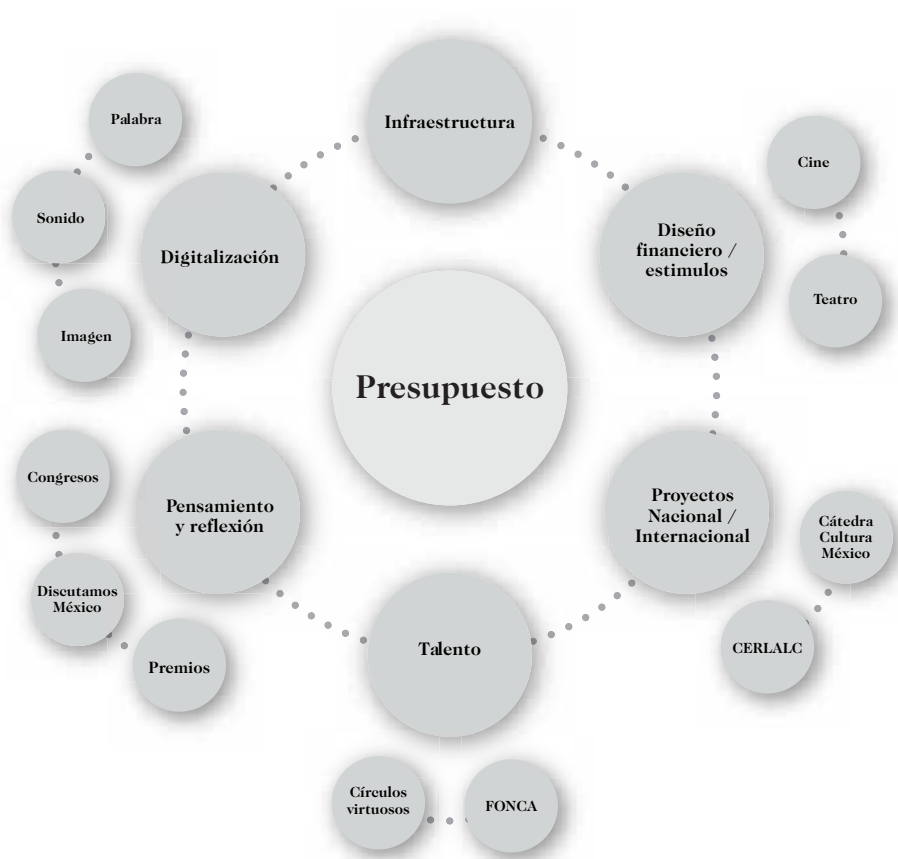 Infraestructura
Palabra
Sonido
Imagen
Digitalización
Diseño
financiero /
estimulos
Cine
Teatro
Presupuesto
Congresos
Discutamos
México
Premios
Pensamiento
y reflexión
Proyectos
Nacional /
Internacional
Cátedra
Cultura
México
CERLALC
Talento
Círculos
virtuosos
FONCA